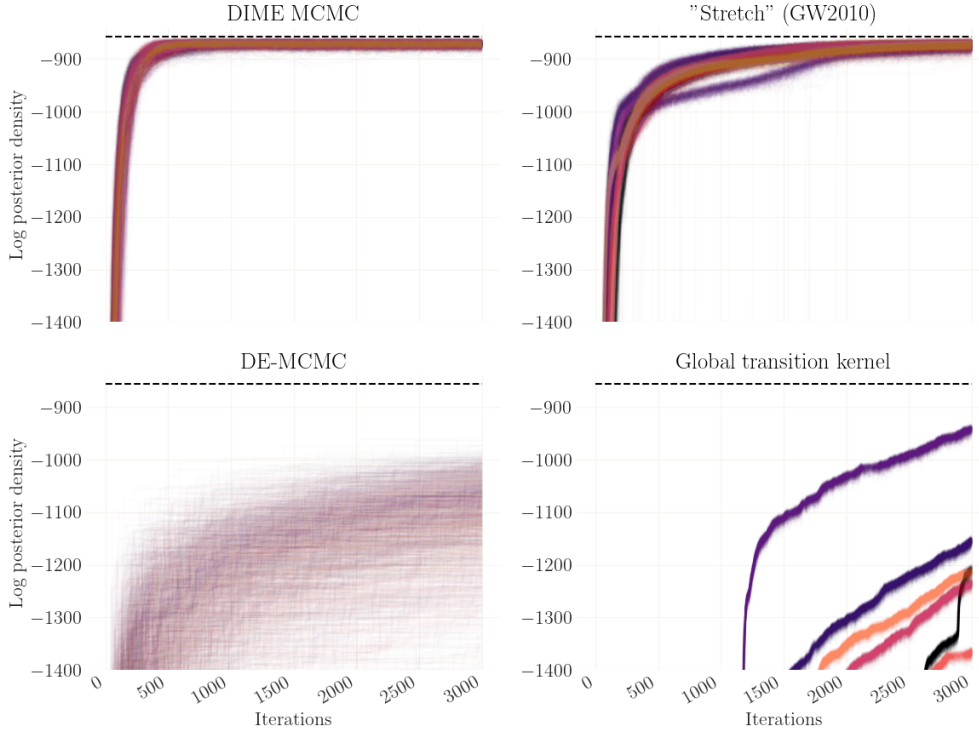 DIME MCMC
"Stretch" (GW2010)
Log posterior density
−900
−1000
−1100
−1200
−1300
−1400
−900
−1000
−1100
−1200
−1300
−1400
DE-MCMC
Global transition kernel
Log posterior density
−900
−1000
−1100
−1200
−1300
−1400
−900
−1000
−1100
−1200
−1300
−1400
0 500 1000 1500 2000 2500 3000
0 500 1000 1500 2000 2500 3000
Iterations
Iterations